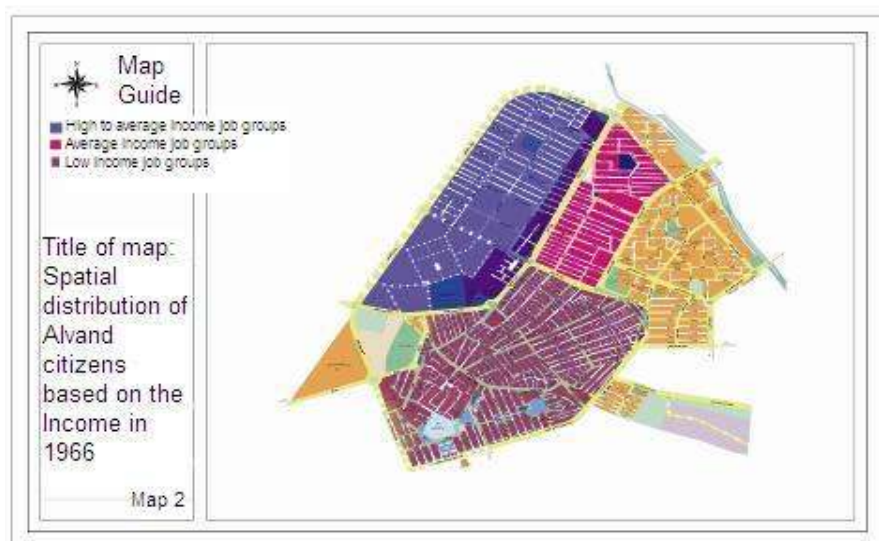 Map
Guide
High to average income job groups
Average income job groups
Low income job groups
Title of map:
Spatial
distribution of
Alvand
citizens
based on the
Income in
1966
Map 2